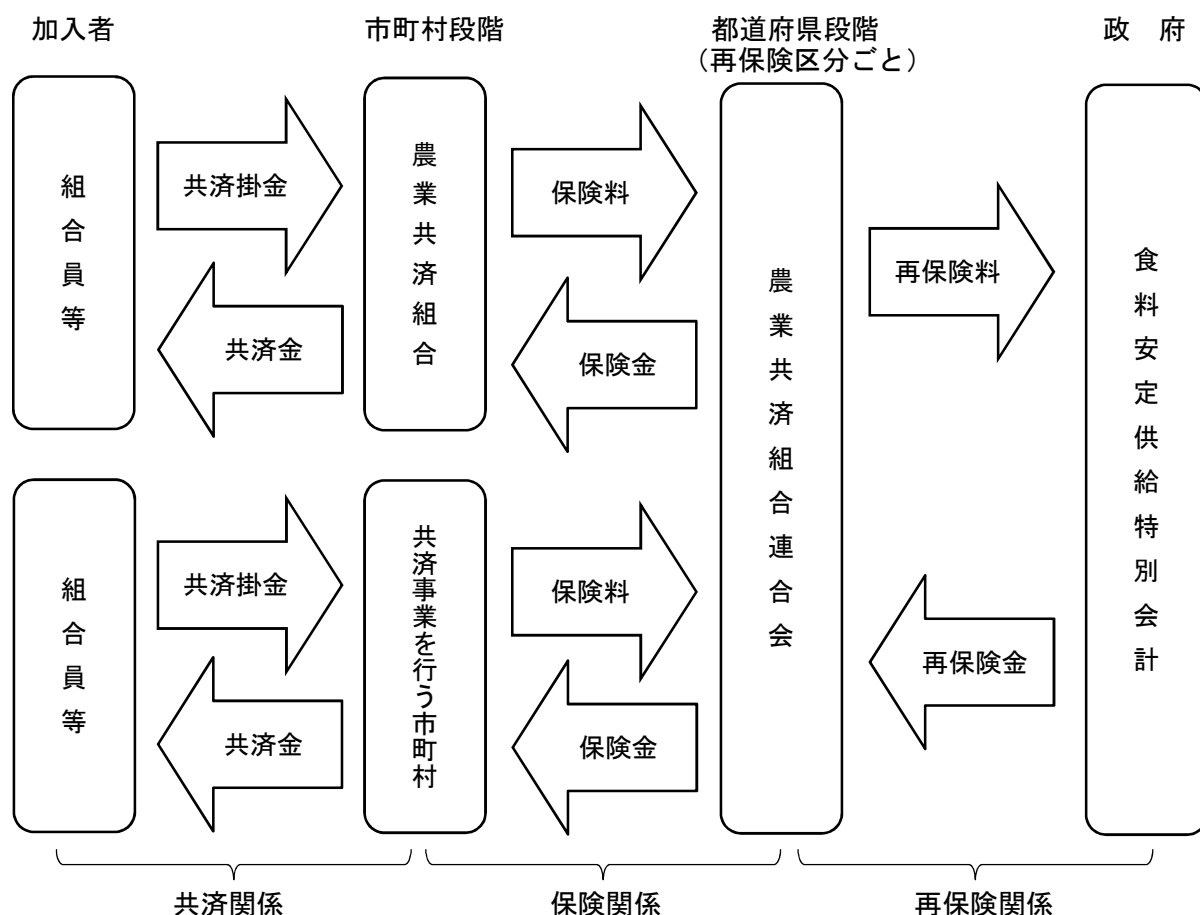 加入者
市町村段階
都道府県段階
（再保険区分ごと）
政　府
組合員等
共済掛金
共済金
農業共済組合
保険料
保険金
組合員等
共済掛金
共済金
共済事業を行う市町村
保険料
保険金
農業共済組合連合会
再保険料
再保険金
食料安定供給特別会計
共済関係
保険関係
再保険関係